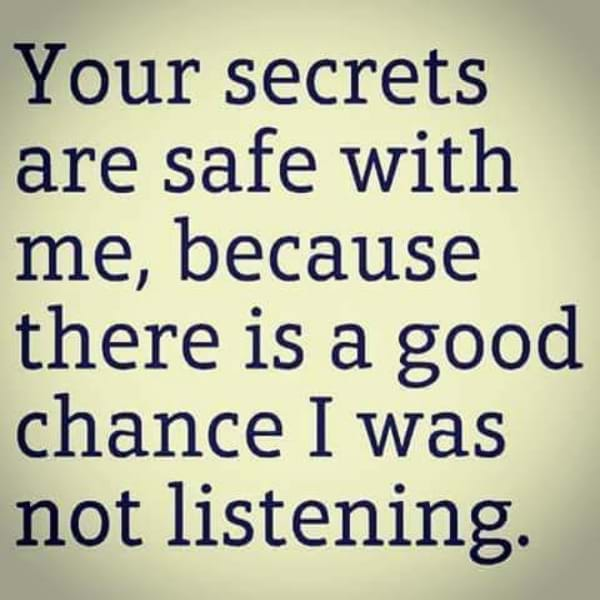 Your secrets
are safe with
me, because
there is a good
chance I was
not listening.